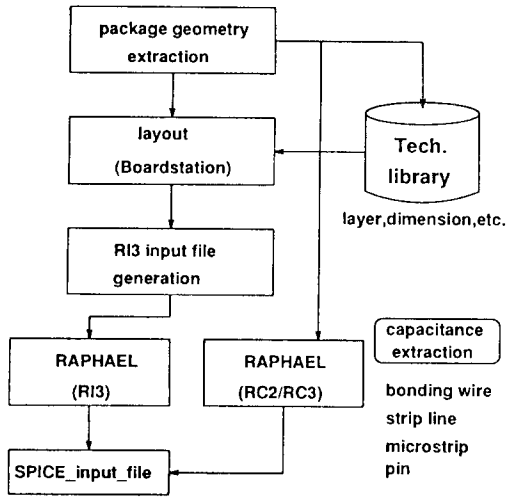 package geometry
extraction
layout
(Boardstation)
Tech.
library
layer,dimension,etc.
RI3 input file
generation
RAPHAEL
(RI3)
RAPHAEL
(RC2/RC3)
capacitance
extraction
bonding wire
strip line
microstrip
pin
SPICE_input_file